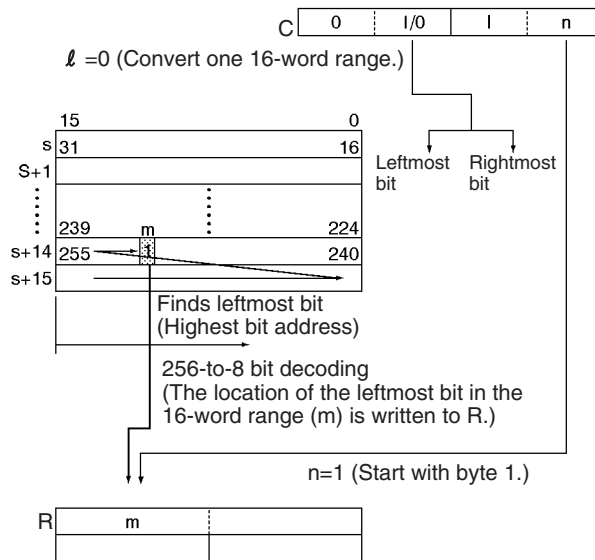 C 0 1/0 l n
ℓ =0 (Convert one 16-word range.)
15 0
s 31 16
S+1
Leftmost bit
Rightmost bit
239 m 224
s+14 255 1 240
s+15
Finds leftmost bit
(Highest bit address)
256-to-8 bit decoding
(The location of the leftmost bit in the
16-word range (m) is written to R.)
n=1 (Start with byte 1.)
R m